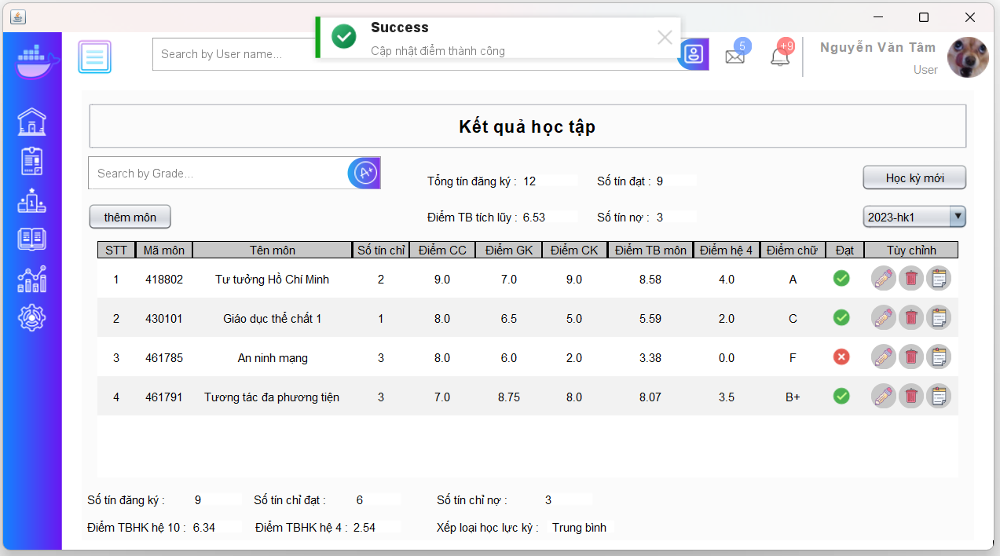 Success
Cập nhật điểm thành công
Search by User name...
5
+9
Nguyễn Văn Tâm
User
Kết quả học tập
Search by Grade...
A+
Tổng tín đăng ký : 12 Số tín đạt : 9
Học kỳ mới
thêm môn
Điểm TB tích lũy : 6.53 Số tín nợ : 3
2023-hk1
STT Mã môn Tên môn Số tín chỉ Điểm CC Điểm GK Điểm CK Điểm TB môn Điểm hệ 4 Điểm chữ Đạt Tùy chỉnh
1 418802 Tư tưởng Hồ Chí Minh 2 9.0 7.0 9.0 8.58 4.0 A
2 430101 Giáo dục thể chất 1 1 8.0 6.5 5.0 5.59 2.0 C
3 461785 An ninh mạng 3 8.0 6.0 2.0 3.38 0.0 F
4 461791 Tương tác đa phương tiện 3 7.0 8.75 8.0 8.07 3.5 B+
Số tín đăng ký : 9 Số tín chỉ đạt : 6 Số tín chỉ nợ : 3
Điểm TBHK hệ 10 : 6.34 Điểm TBHK hệ 4 : 2.54 Xếp loại học lực kỳ : Trung bình